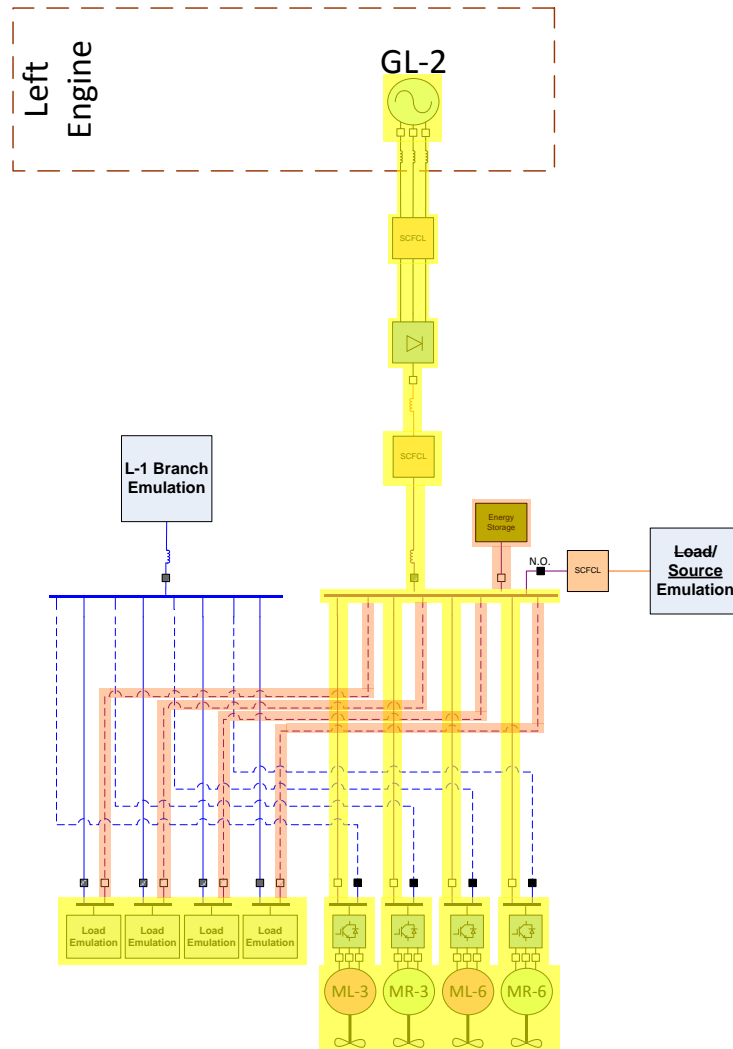 Left
Engine
GL-2
SCFCL
SCFCL
L-1 Branch
Emulation
Energy
Storage
N.O.
SCFCL
Load/
Source
Emulation
Load
Emulation
Load
Emulation
Load
Emulation
Load
Emulation
ML-3
MR-3
ML-6
MR-6